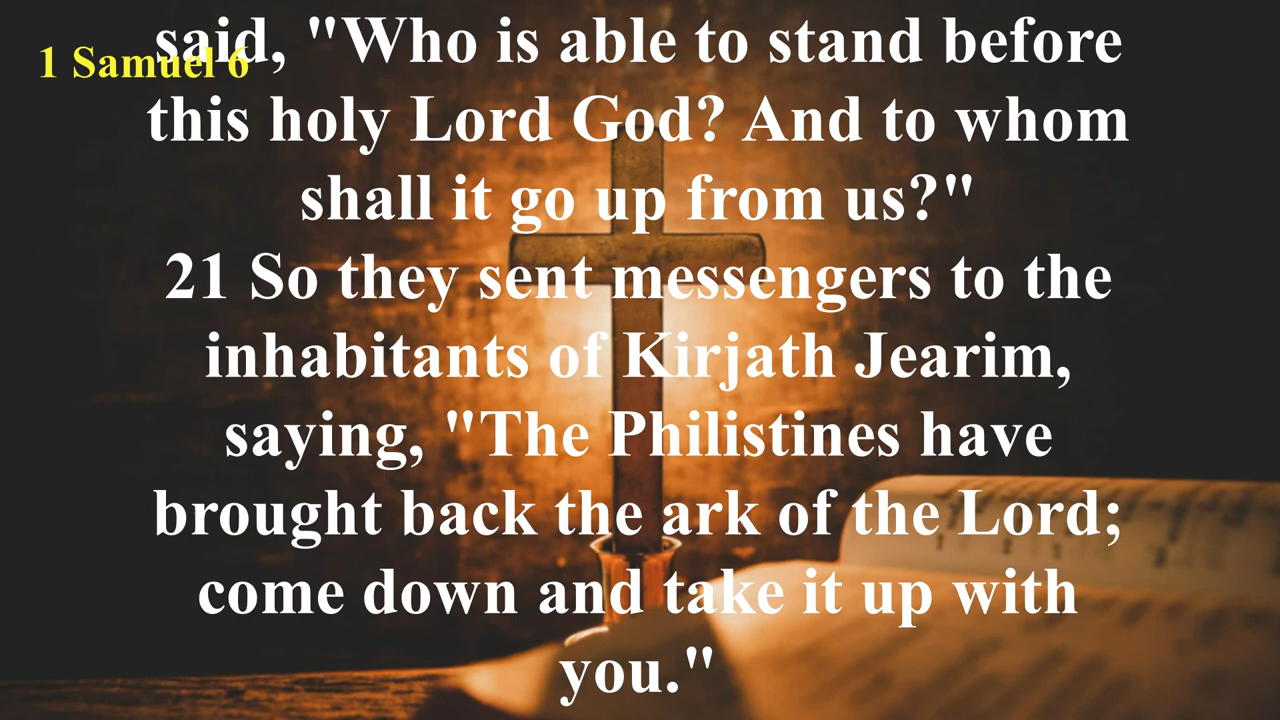 1 Samuel 6
said, "Who is able to stand before
this holy Lord God? And to whom
shall it go up from us?"
21 So they sent messengers to the
inhabitants of Kirjath Jearim,
saying, "The Philistines have
brought back the ark of the Lord;
come down and take it up with
you."